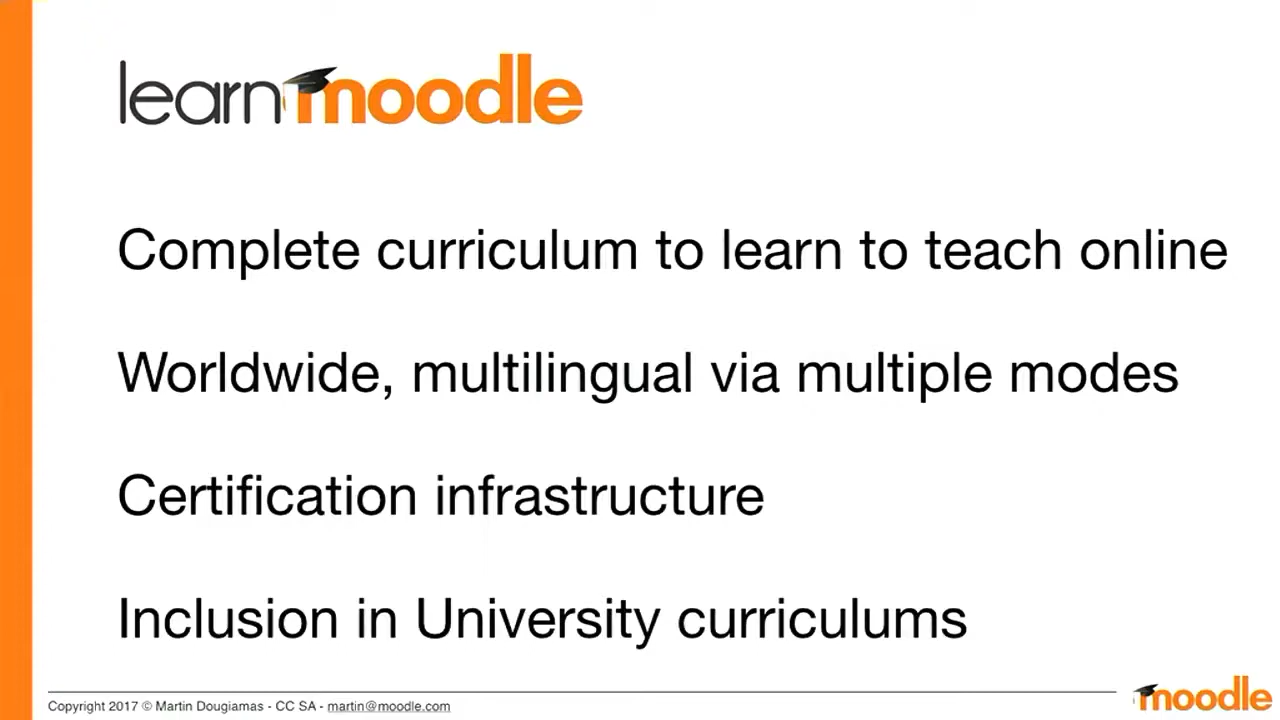 learn moodle
Complete curriculum to learn to teach online
Worldwide, multilingual via multiple modes
Certification infrastructure
Inclusion in University curriculums
Copyright 2017 © Martin Dougiamas - CC SA - martin@moodle.com
moodle